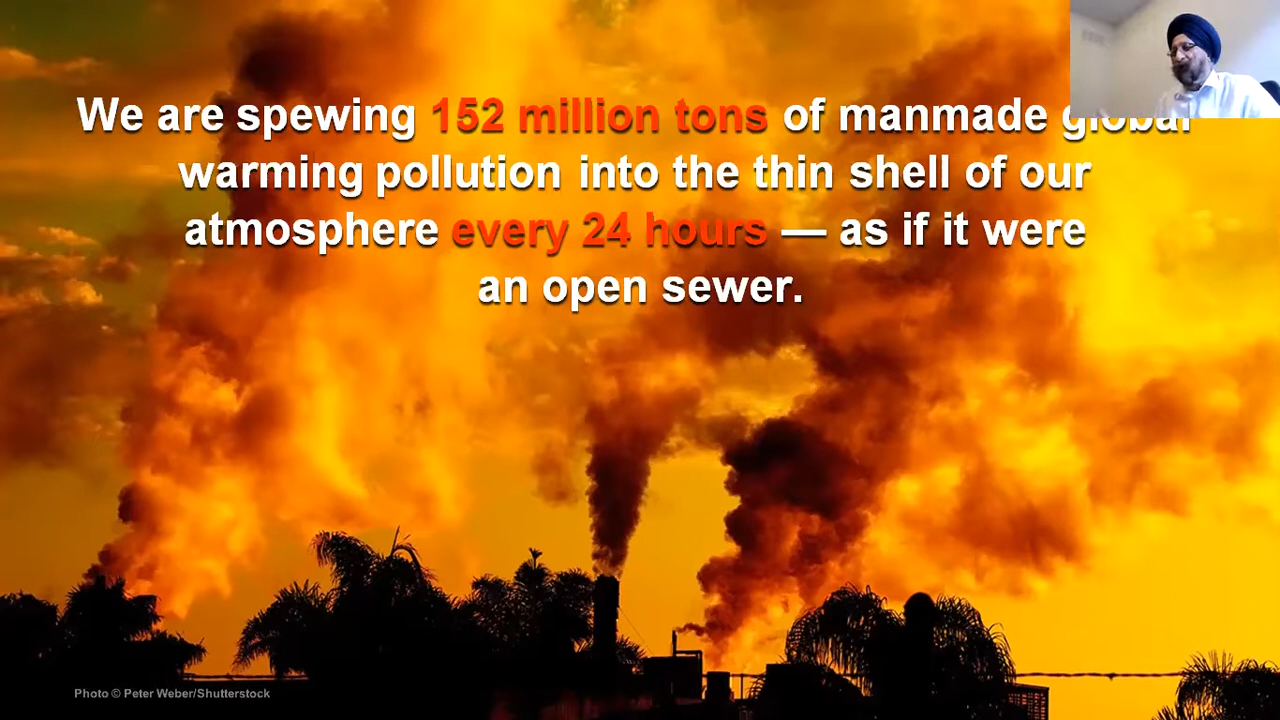 We are spewing 152 million tons of manmade global
warming pollution into the thin shell of our
atmosphere every 24 hours — as if it were
an open sewer.
Photo © Peter Weber/Shutterstock